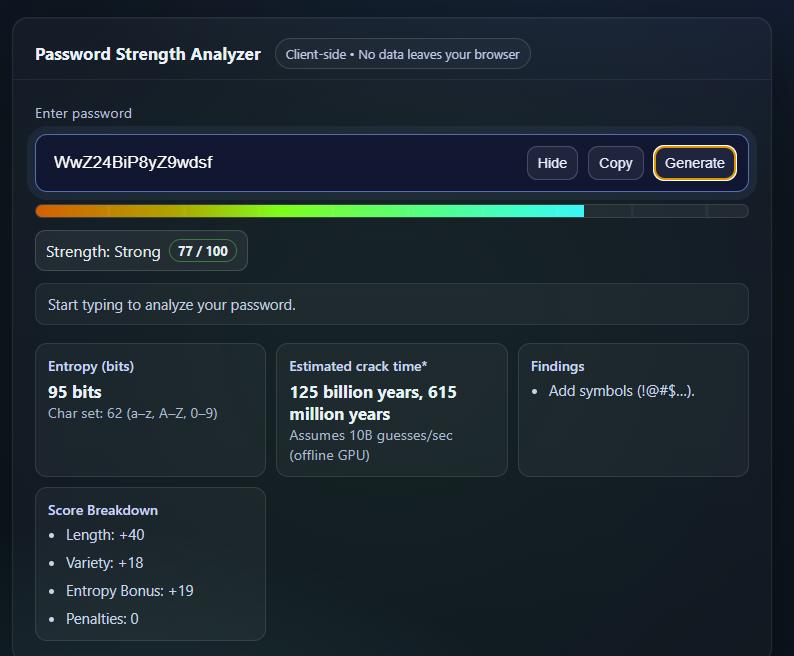 Password Strength Analyzer
Client-side • No data leaves your browser
Enter password
WwZ24BiP8yZ9wdsf
Hide
Copy
Generate
Strength: Strong
77 / 100
Start typing to analyze your password.
Entropy (bits)
95 bits
Char set: 62 (a–z, A–Z, 0–9)
Estimated crack time*
125 billion years, 615
million years
Assumes 10B guesses/sec
(offline GPU)
Findings
• Add symbols (!@#$…).
Score Breakdown
• Length: +40
• Variety: +18
• Entropy Bonus: +19
• Penalties: 0